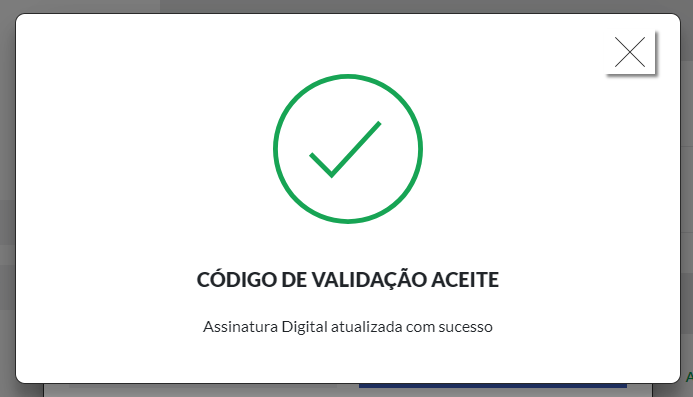 CÓDIGO DE VALIDAÇÃO ACEITE
Assinatura Digital atualizada com sucesso